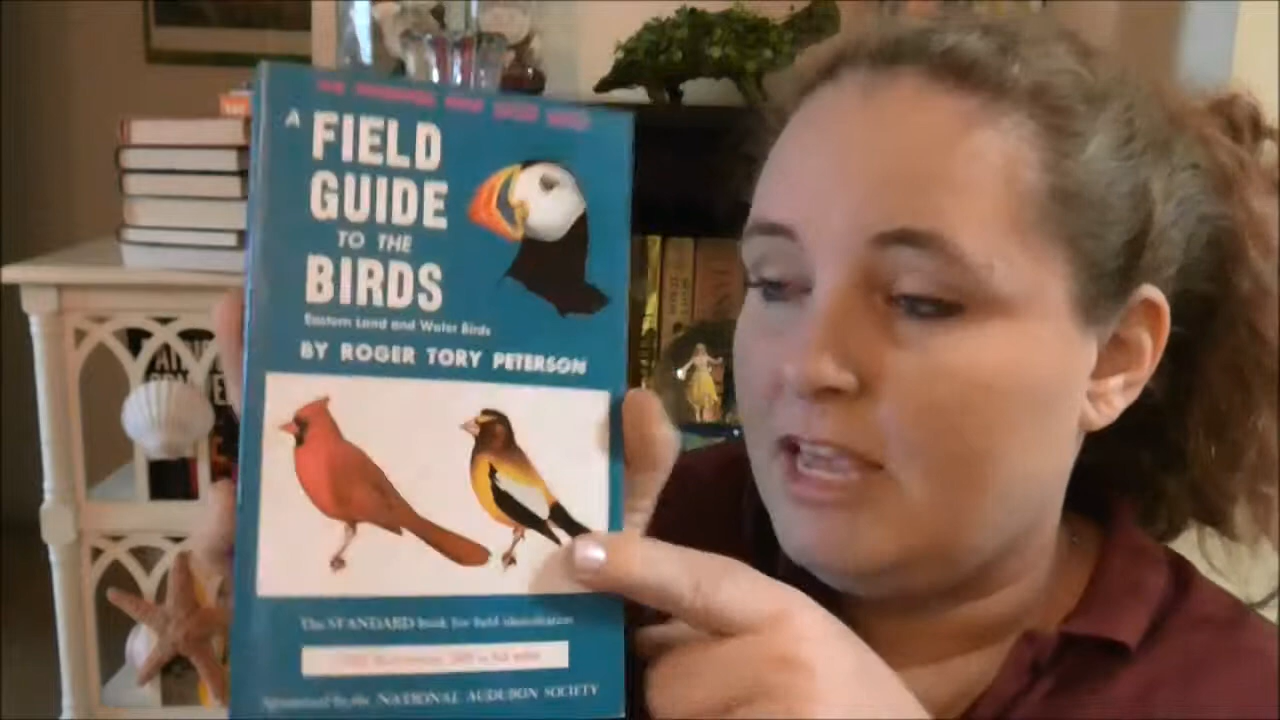 A
FIELD
GUIDE
TO THE
BIRDS
Eastern Land and Water Birds
BY ROGER TORY PETERSON
The STANDARD book for field identification
Sponsored by the NATIONAL AUDUBON SOCIETY